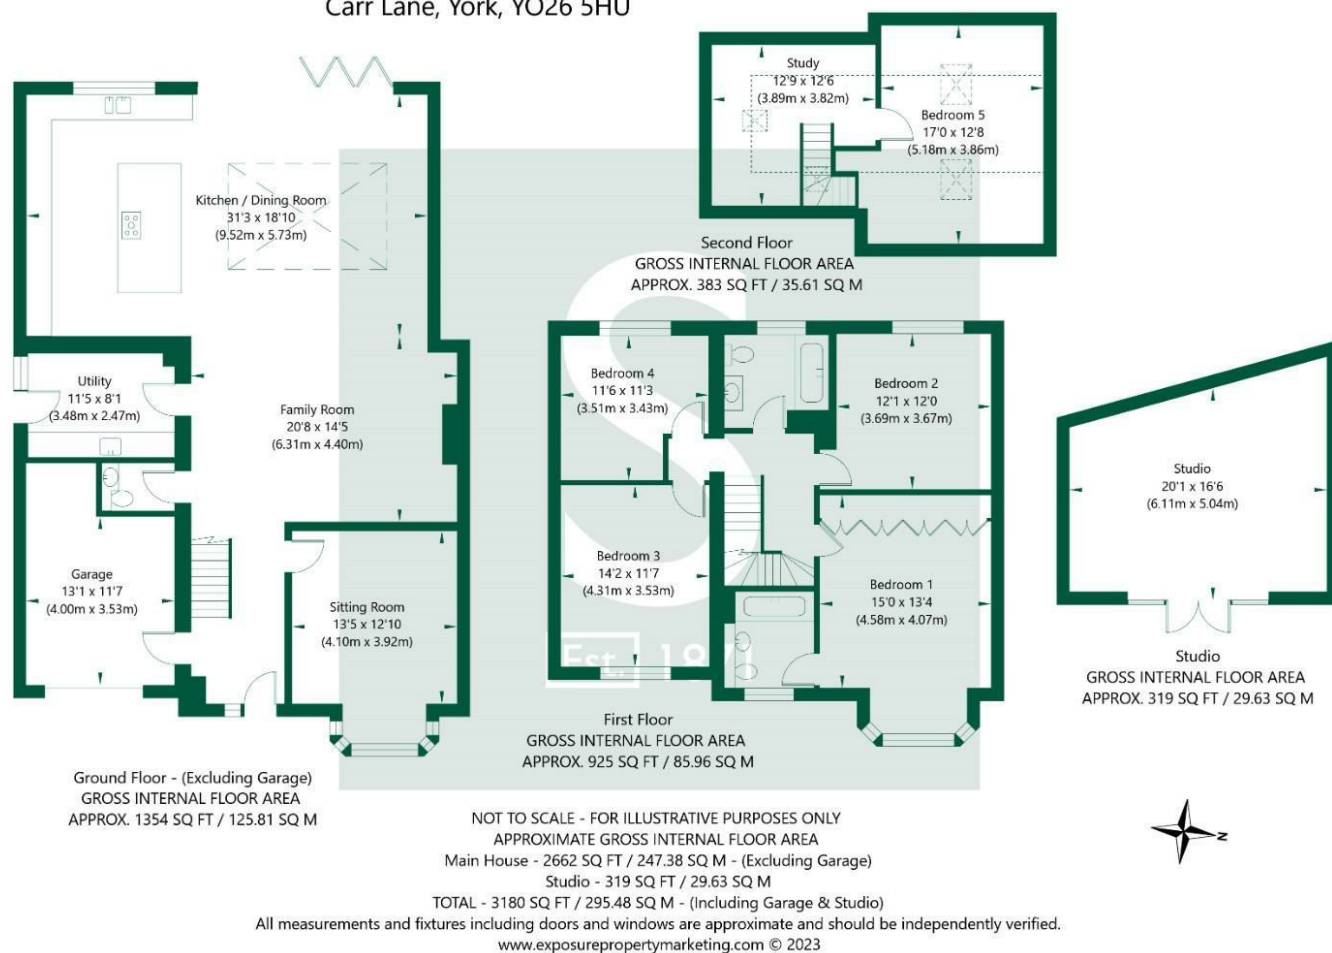 Carr Lane, York, YO26 5HU
Study
12'9 x 12'6
(3.89m x 3.82m)
Bedroom 5
17'0 x 12'8
(5.18m x 3.86m)
Kitchen / Dining Room
31'3 x 18'10
(9.52m x 5.73m)
Second Floor
GROSS INTERNAL FLOOR AREA
APPROX. 383 SQ FT / 35.61 SQ M
Utility
11'5 x 8'1
(3.48m x 2.47m)
Family Room
20'8 x 14'5
(6.31m x 4.40m)
Bedroom 4
11'6 x 11'3
(3.51m x 3.43m)
Bedroom 2
12'1 x 12'0
(3.69m x 3.67m)
Studio
20'1 x 16'6
(6.11m x 5.04m)
Garage
13'1 x 11'7
(4.00m x 3.53m)
Sitting Room
13'5 x 12'10
(4.10m x 3.92m)
Bedroom 3
14'2 x 11'7
(4.31m x 3.53m)
Bedroom 1
15'0 x 13'4
(4.58m x 4.07m)
S
Est. 1871
Studio
GROSS INTERNAL FLOOR AREA
APPROX. 319 SQ FT / 29.63 SQ M
First Floor
GROSS INTERNAL FLOOR AREA
APPROX. 925 SQ FT / 85.96 SQ M
Ground Floor - (Excluding Garage)
GROSS INTERNAL FLOOR AREA
APPROX. 1354 SQ FT / 125.81 SQ M
N
NOT TO SCALE - FOR ILLUSTRATIVE PURPOSES ONLY
APPROXIMATE GROSS INTERNAL FLOOR AREA
Main House - 2662 SQ FT / 247.38 SQ M - (Excluding Garage)
Studio - 319 SQ FT / 29.63 SQ M
TOTAL - 3180 SQ FT / 295.48 SQ M - (Including Garage & Studio)
All measurements and fixtures including doors and windows are approximate and should be independently verified.
www.exposurepropertymarketing.com © 2023